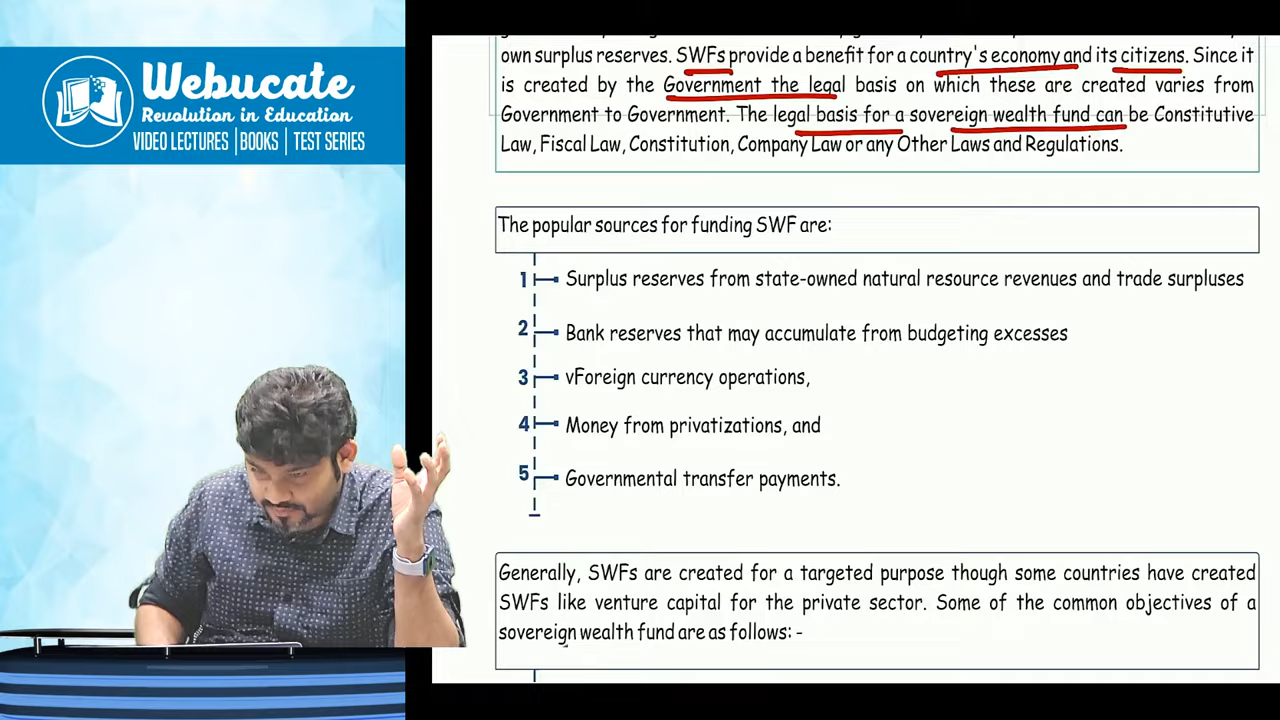 Webucate
Revolution in Education
VIDEO LECTURES | BOOKS | TEST SERIES
own surplus reserves. SWFs provide a benefit for a country's economy and its citizens. Since it
is created by the Government the legal basis on which these are created varies from
Government to Government. The legal basis for a sovereign wealth fund can be Constitutive
Law, Fiscal Law, Constitution, Company Law or any Other Laws and Regulations.
The popular sources for funding SWF are:
1 Surplus reserves from state-owned natural resource revenues and trade surpluses
2 Bank reserves that may accumulate from budgeting excesses
3 vForeign currency operations,
4 Money from privatizations, and
5 Governmental transfer payments.
Generally, SWFs are created for a targeted purpose though some countries have created
SWFs like venture capital for the private sector. Some of the common objectives of a
sovereign wealth fund are as follows: -